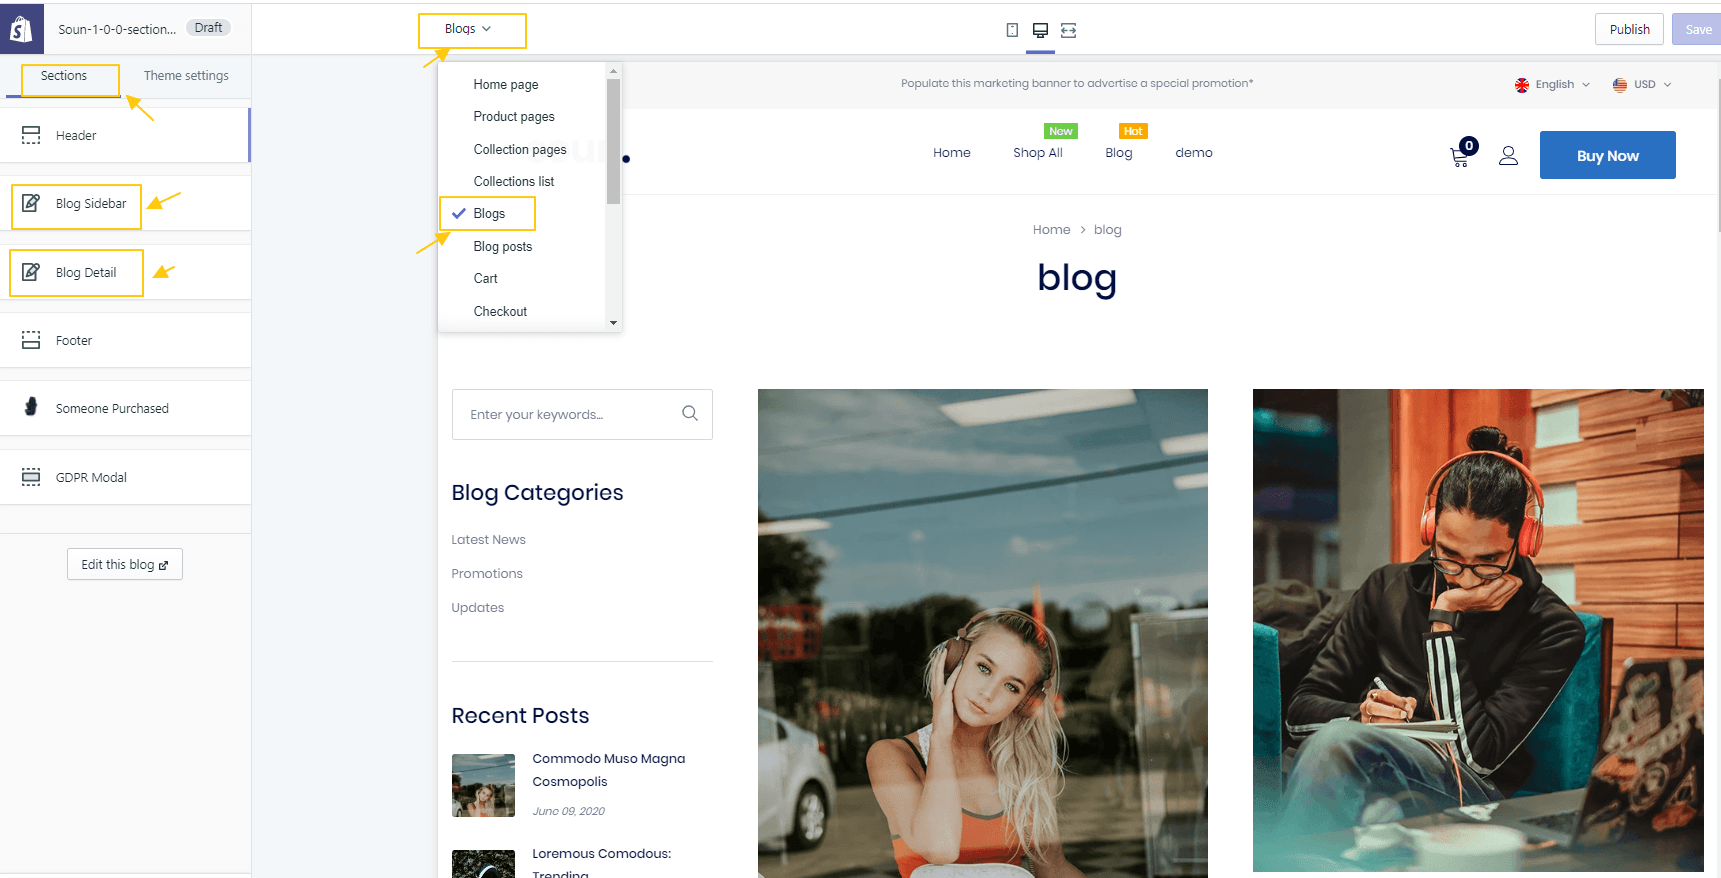 Soun-1-0-0-section...
Draft
Blogs
Publish
Save
Sections
Theme settings
Header
Blog Sidebar
Blog Detail
Footer
Someone Purchased
GDPR Modal
Edit this blog
Home page
Product pages
Collection pages
Collections list
Blogs
Blog posts
Cart
Checkout
Populate this marketing banner to advertise a special promotion*
English
USD
New
Hot
Home
Shop All
Blog
demo
0
Buy Now
Home > blog
blog
Enter your keywords...
Blog Categories
Latest News
Promotions
Updates
Recent Posts
Commodo Muso Magna
Cosmopolis
June 09, 2020
Loremous Comodous:
Trending